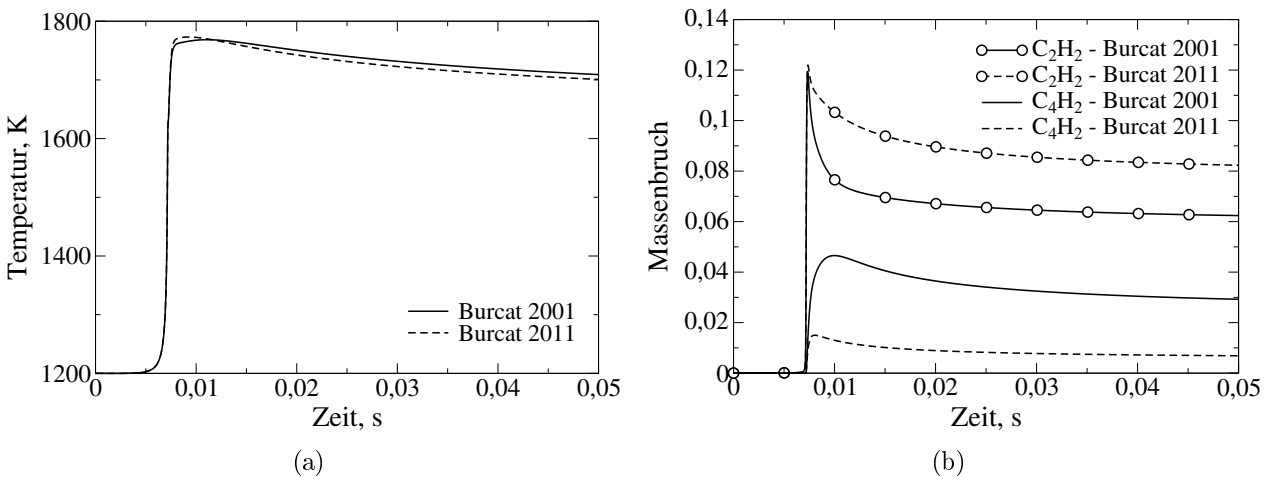 1800
1600
1400
1200
Temperatur, K
0
0,01
0,02
0,03
0,04
0,05
Zeit, s
Burcat 2001
Burcat 2011
(a)
0,14
0,12
0,1
0,08
0,06
0,04
0,02
0
Massenbruch
C₂H₂ - Burcat 2001
C₂H₂ - Burcat 2011
C₄H₂ - Burcat 2001
C₄H₂ - Burcat 2011
0
0,01
0,02
0,03
0,04
0,05
Zeit, s
(b)